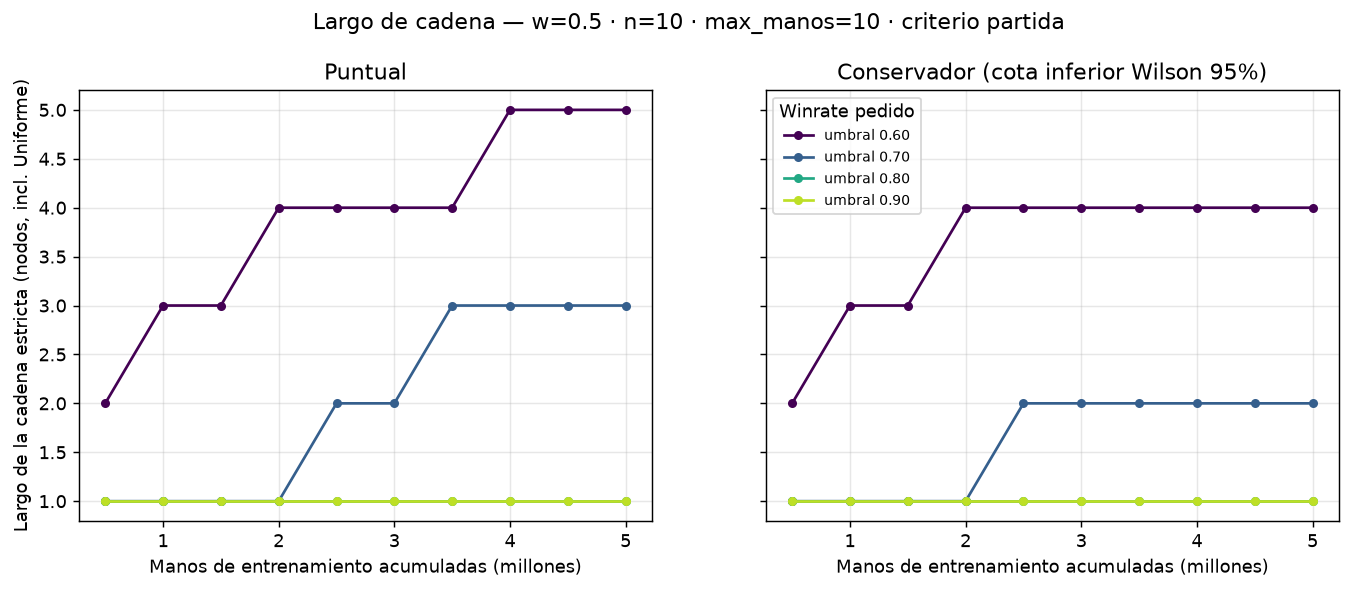 Largo de cadena — w=0.5 · n=10 · max_manos=10 · criterio partida
Puntual
Largo de la cadena estricta (nodos, incl. Uniforme)
5.0
4.5
4.0
3.5
3.0
2.5
2.0
1.5
1.0
1 2 3 4 5
Manos de entrenamiento acumuladas (millones)
Conservador (cota inferior Wilson 95%)
Winrate pedido
umbral 0.60
umbral 0.70
umbral 0.80
umbral 0.90
1 2 3 4 5
Manos de entrenamiento acumuladas (millones)